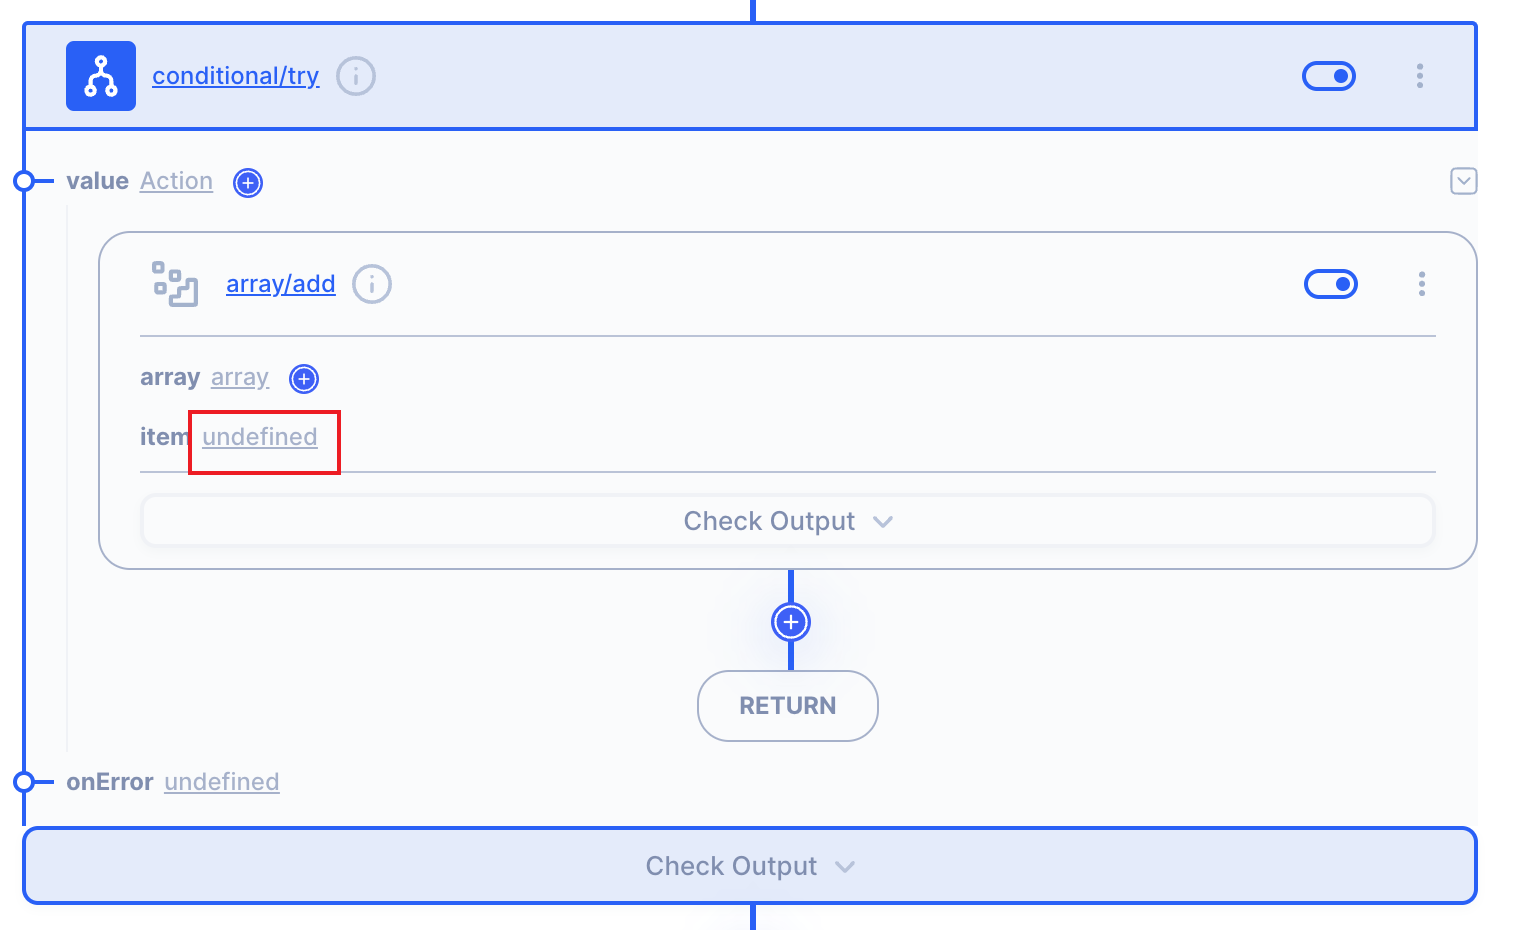 conditional/try
value Action
array/add
array array
item undefined
Check Output
RETURN
onError undefined
Check Output